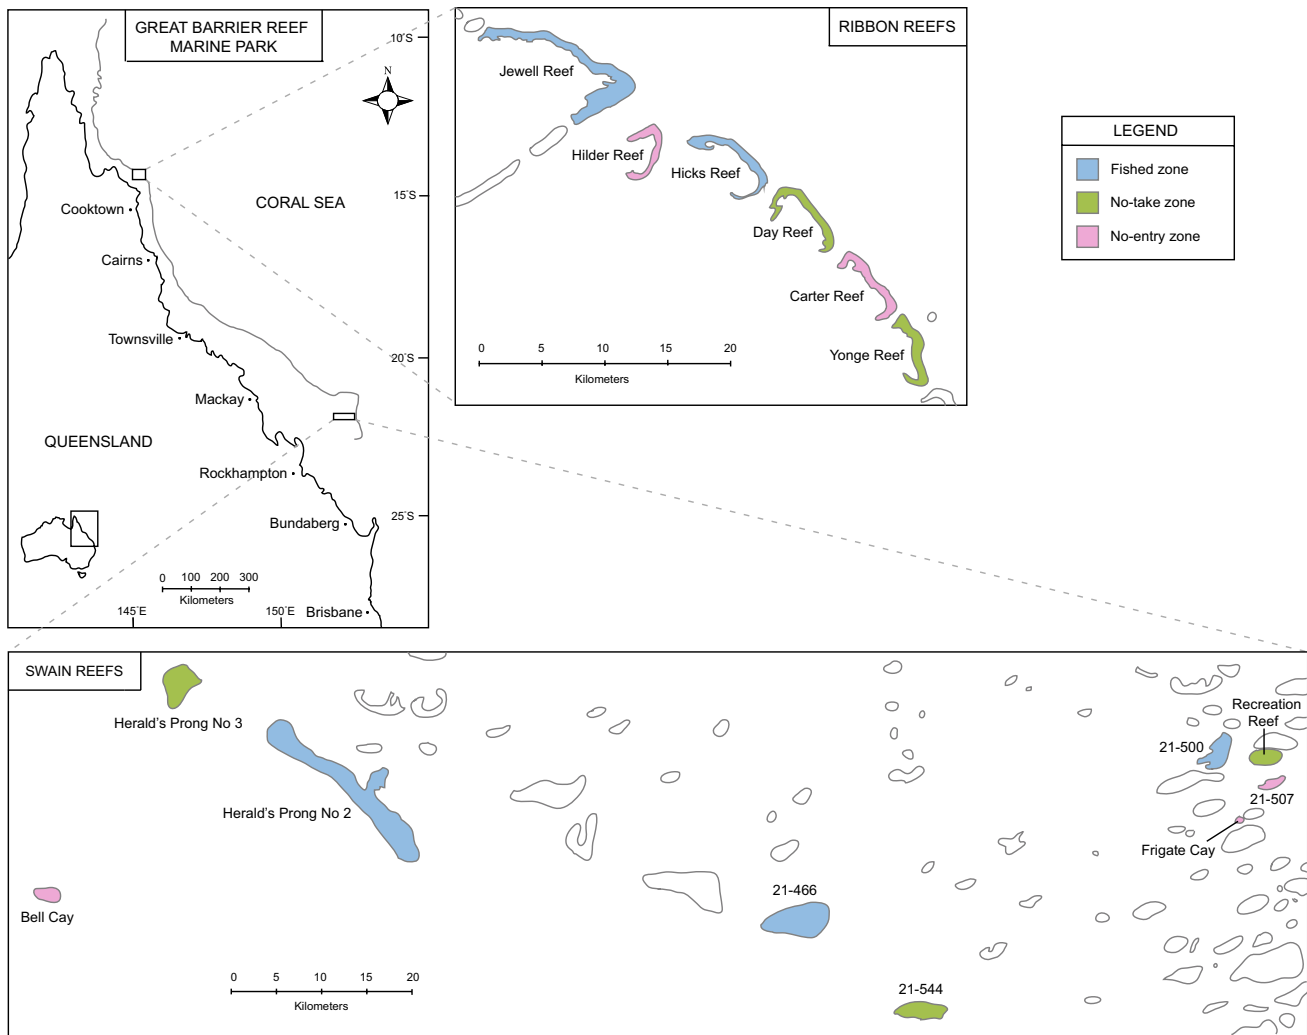 GREAT BARRIER REEF
MARINE PARK
N
10°S
15°S
20°S
25°S
CORAL SEA
Cooktown
Cairns
Townsville
Mackay
QUEENSLAND
Rockhampton
Bundaberg
0 100 200 300
Kilometers
145°E
150°E
Brisbane
RIBBON REEFS
Jewell Reef
Hilder Reef
Hicks Reef
Day Reef
Carter Reef
Yonge Reef
0 5 10 15 20
Kilometers
LEGEND
Fished zone
No-take zone
No-entry zone
SWAIN REEFS
Herald's Prong No 3
Herald's Prong No 2
Bell Cay
21-466
21-544
21-500
Recreation
Reef
21-507
Frigate Cay
0 5 10 15 20
Kilometers